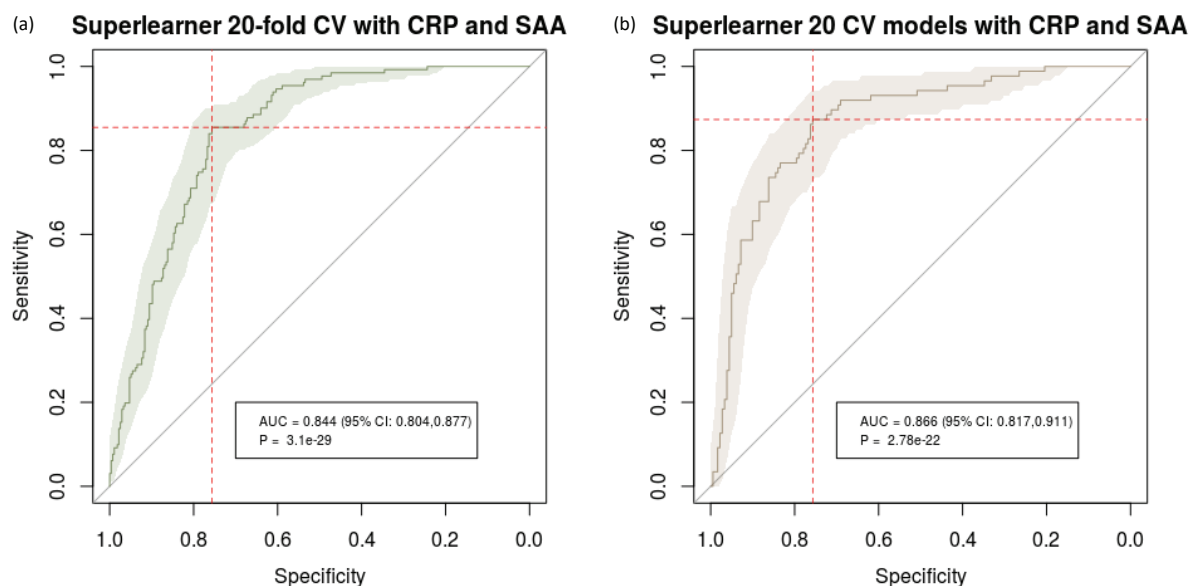 (a) Superlearner 20-fold CV with CRP and SAA
Sensitivity
1.0
0.8
0.6
0.4
0.2
0.0
AUC = 0.844 (95% CI: 0.804,0.877)
P = 3.1e-29
1.0 0.8 0.6 0.4 0.2 0.0
Specificity
(b) Superlearner 20 CV models with CRP and SAA
Sensitivity
1.0
0.8
0.6
0.4
0.2
0.0
AUC = 0.866 (95% CI: 0.817,0.911)
P = 2.78e-22
1.0 0.8 0.6 0.4 0.2 0.0
Specificity